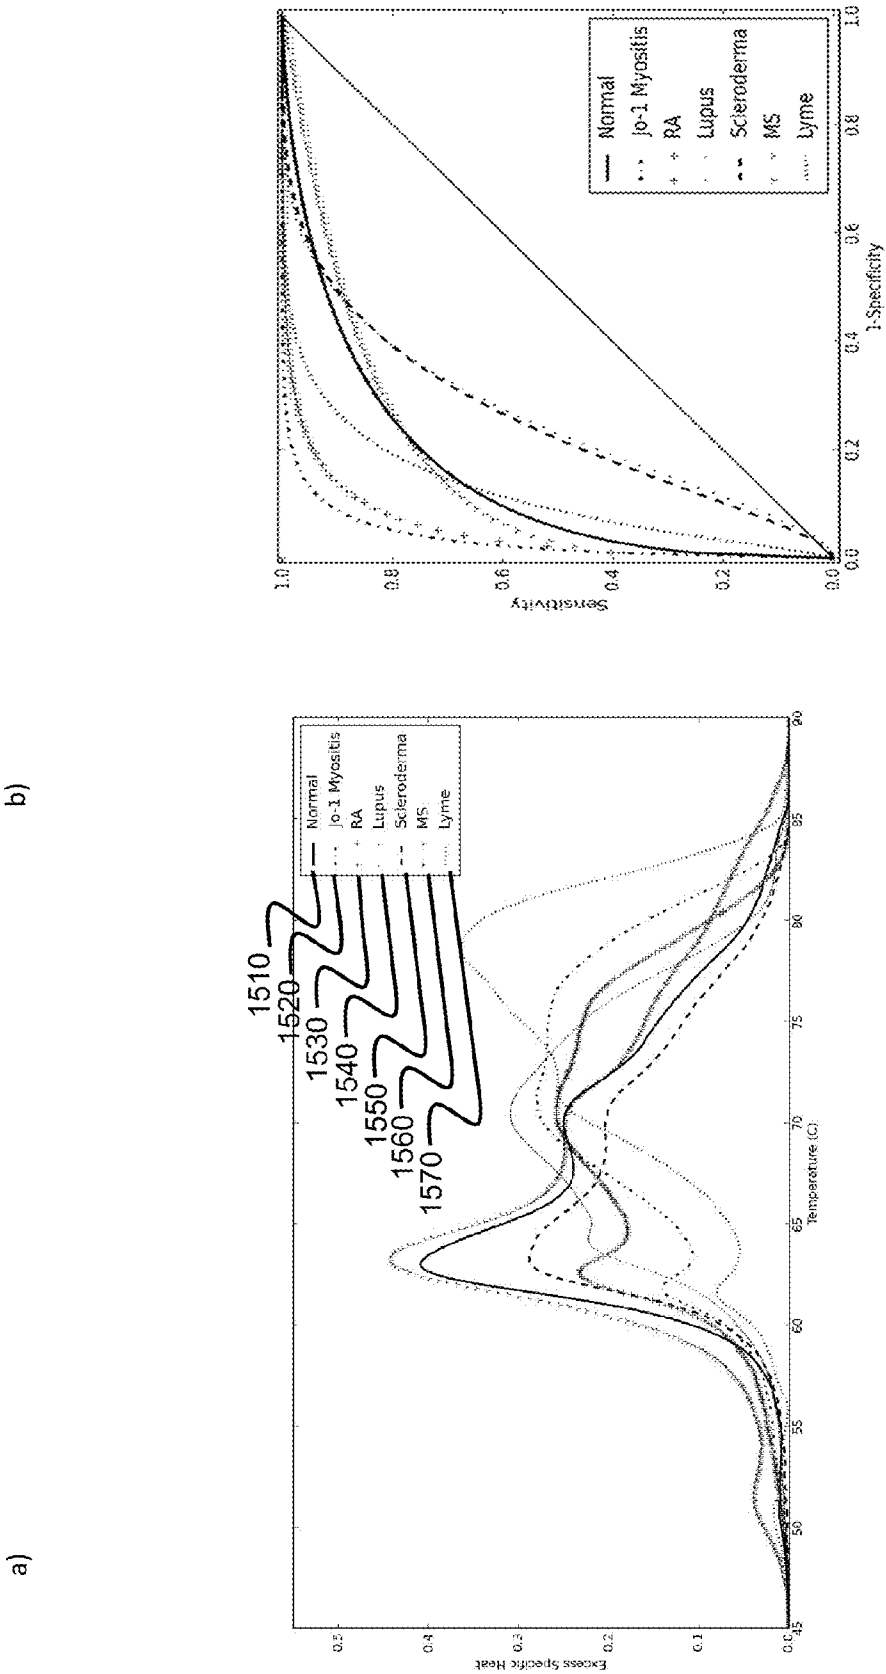 a)
0.5
0.4
0.3
0.2
0.1
0.0
Excess Specific Heat
45
50
55
60
65
70
75
80
85
90
Temperature (C)
1510
1520
1530
1540
1550
1560
1570
Normal
Jo-1 Myositis
RA
Lupus
Scleroderma
MS
Lyme
b)
1.0
0.8
0.6
0.4
0.2
0.0
Sensitivity
0.0
0.2
0.4
0.6
0.8
1.0
1-Specificity
Normal
Jo-1 Myositis
RA
Lupus
Scleroderma
MS
Lyme